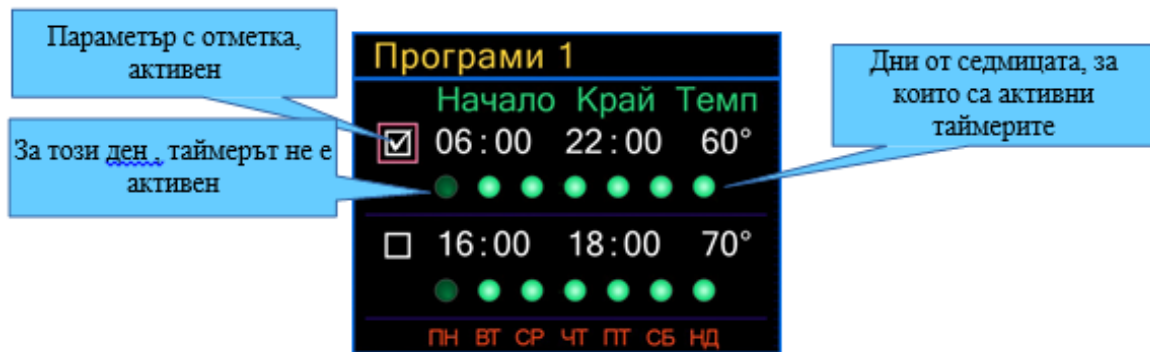 Параметър с отметка,
активен
За този ден , таймерът не е
активен
Програми 1
Начало Край Темп
06:00 22:00 60°
16:00 18:00 70°
ПН ВТ СР ЧТ ПТ СБ НД
Дни от седмицата, за
които са активни
таймерите